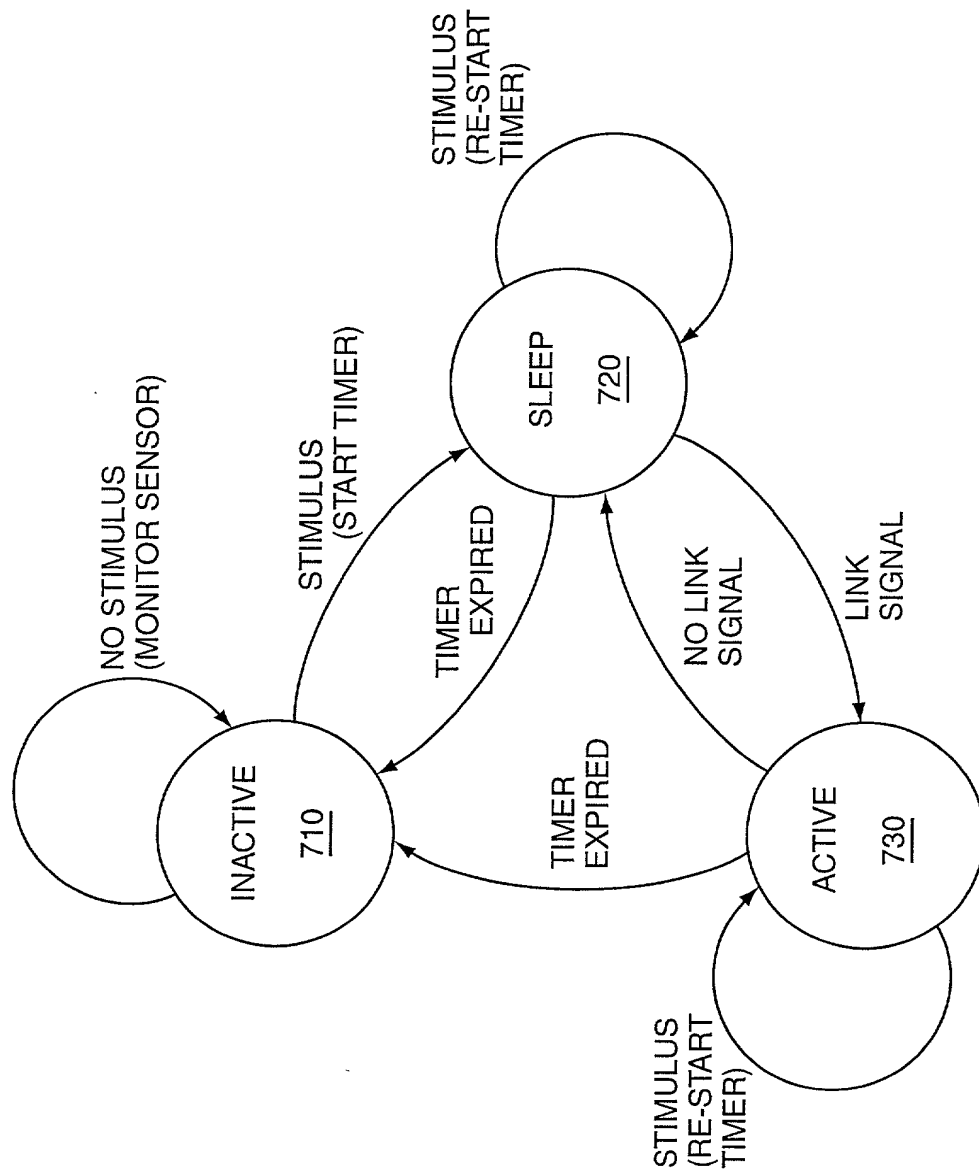 NO STIMULUS
(MONITOR SENSOR)
INACTIVE
710
STIMULUS
(START TIMER)
TIMER
EXPIRED
STIMULUS
(RE-START
TIMER)
SLEEP
720
TIMER
EXPIRED
NO LINK
SIGNAL
LINK
SIGNAL
STIMULUS
(RE-START
TIMER)
ACTIVE
730